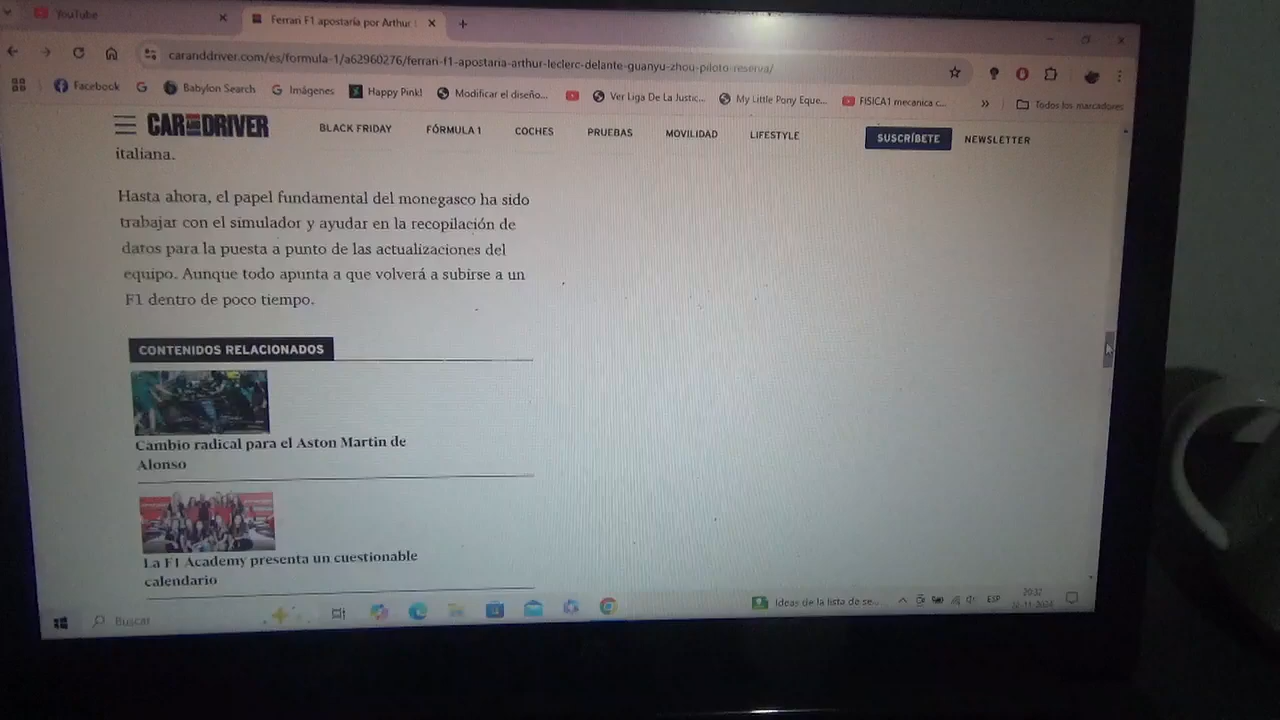 YouTube
Ferrari F1 apostaría por Arthur
caranddriver.com/es/formula-1/a62960276/ferrari-f1-apostaria-arthur-leclerc-delante-guanyu-zhou-piloto-reserva/
Facebook
Babylon Search
Imágenes
Happy Pink!
Modificar el diseño...
Ver Liga De La Justic...
My Little Pony Eque...
FISICA1 mecanica c...
»
Todos los marcadores
CAR AND DRIVER
BLACK FRIDAY
FÓRMULA 1
COCHES
PRUEBAS
MOVILIDAD
LIFESTYLE
SUSCRÍBETE
NEWSLETTER
italiana.
Hasta ahora, el papel fundamental del monegasco ha sido
trabajar con el simulador y ayudar en la recopilación de
datos para la puesta a punto de las actualizaciones del
equipo. Aunque todo apunta a que volverá a subirse a un
F1 dentro de poco tiempo.
CONTENIDOS RELACIONADOS
Cambio radical para el Aston Martin de
Alonso
La F1 Academy presenta un cuestionable
calendario
Buscar
Ideas de la lista de se...
ESP
20:32